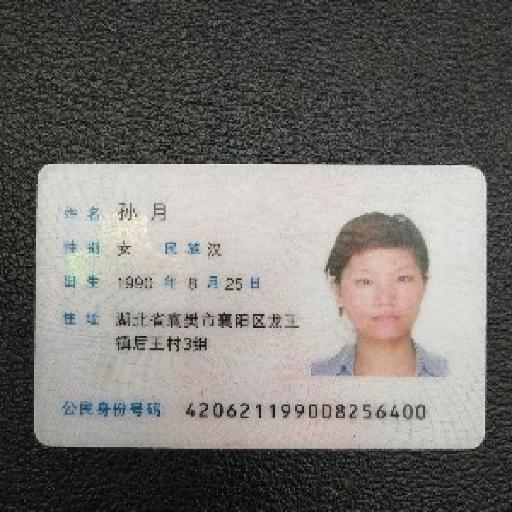 姓名 孙月
性别 女 民族 汉
出生 1990 年 8 月 25 日
住址 湖北省襄樊市襄阳区龙王
镇后王村3组
公民身份号码 420621199008256400